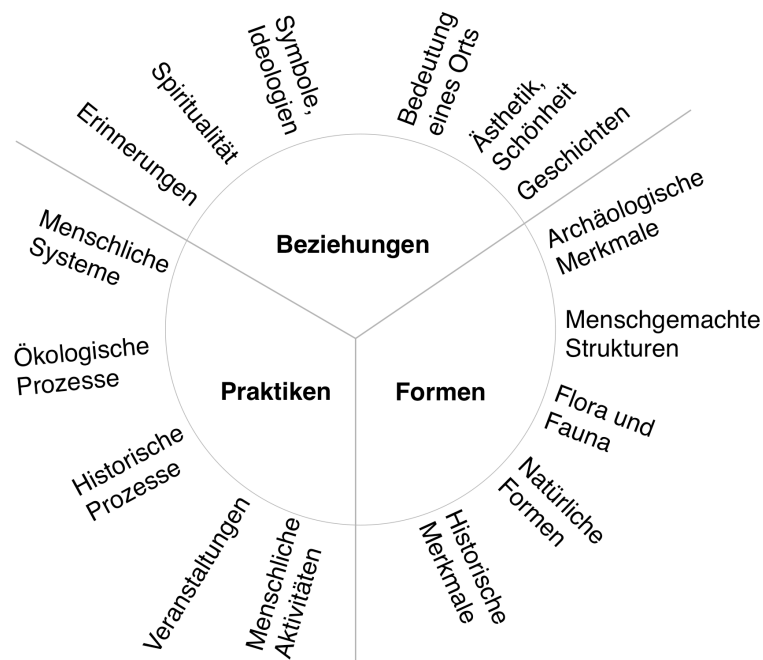 Erinnerungen
Spiritualität
Symbole,
Ideologien
Bedeutung
eines Orts
Ästhetik,
Schönheit
Geschichten
Beziehungen
Archäologische
Merkmale
Menschgemachte
Strukturen
Flora und
Fauna
Natürliche
Formen
Historische
Merkmale
Formen
Menschliche
Systeme
Ökologische
Prozesse
Historische
Prozesse
Veranstaltungen
Menschliche
Aktivitäten
Praktiken